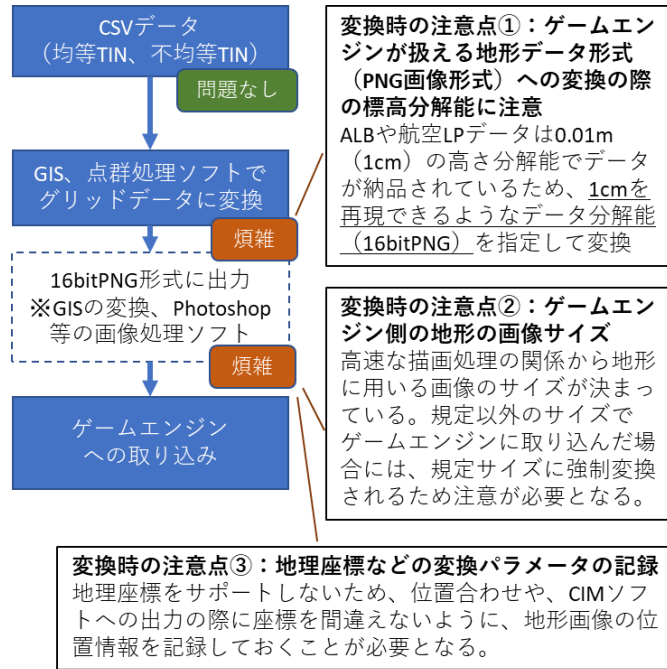 CSVデータ
（均等TIN、不均等TIN）
問題なし
GIS、点群処理ソフトで
グリッドデータに変換
煩雑
16bitPNG形式に出力
※GISの変換、Photoshop
等の画像処理ソフト
煩雑
ゲームエンジン
への取り込み
変換時の注意点①：ゲームエ
ンジンが扱える地形データ形式
（PNG画像形式）への変換の際
の標高分解能に注意
ALBや航空LPデータは0.01m
（1cm）の高さ分解能でデータ
が納品されているため、1cmを
再現できるようなデータ分解能
（16bitPNG）を指定して変換
変換時の注意点②：ゲームエン
ジン側の地形の画像サイズ
高速な描画処理の関係から地形
に用いる画像のサイズが決まっ
ている。規定以外のサイズで
ゲームエンジンに取り込んだ場
合には、規定サイズに強制変換
されるため注意が必要となる。
変換時の注意点③：地理座標などの変換パラメータの記録
地理座標をサポートしないため、位置合わせや、CIMソフ
トへの出力の際に座標を間違えないように、地形画像の位
置情報を記録しておくことが必要となる。